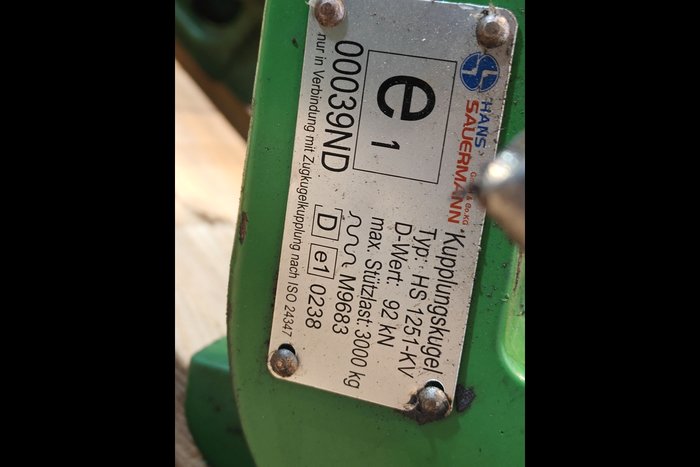 HANS
SAUERMANN
GmbH & Co.KG
Kupplungskugel
Typ: HS 1251-KV
D-Wert: 92 kN
max. Stützlast: 3000 kg
M9683
D e1 0238
e1
00039ND
nur in Verbindung mit Zugkugelkupplung nach ISO 24347